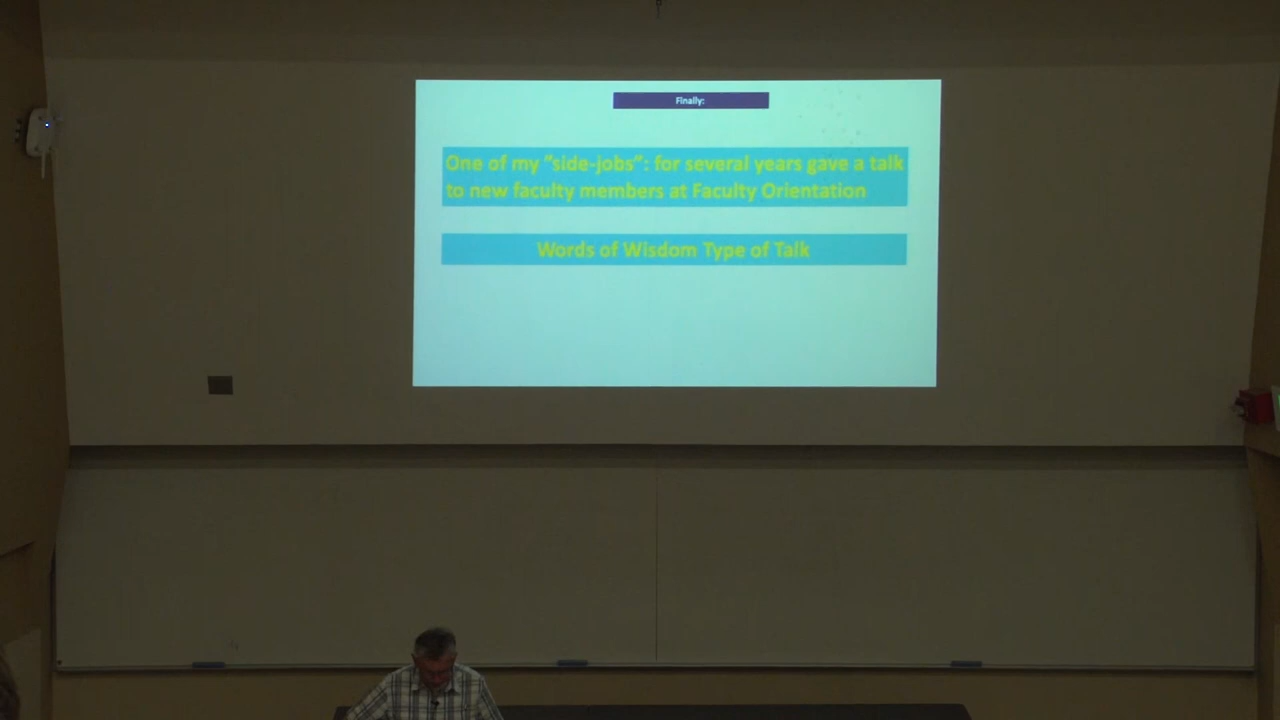 Finally:
One of my "side-jobs": for several years gave a talk
to new faculty members at Faculty Orientation
Words of Wisdom Type of Talk